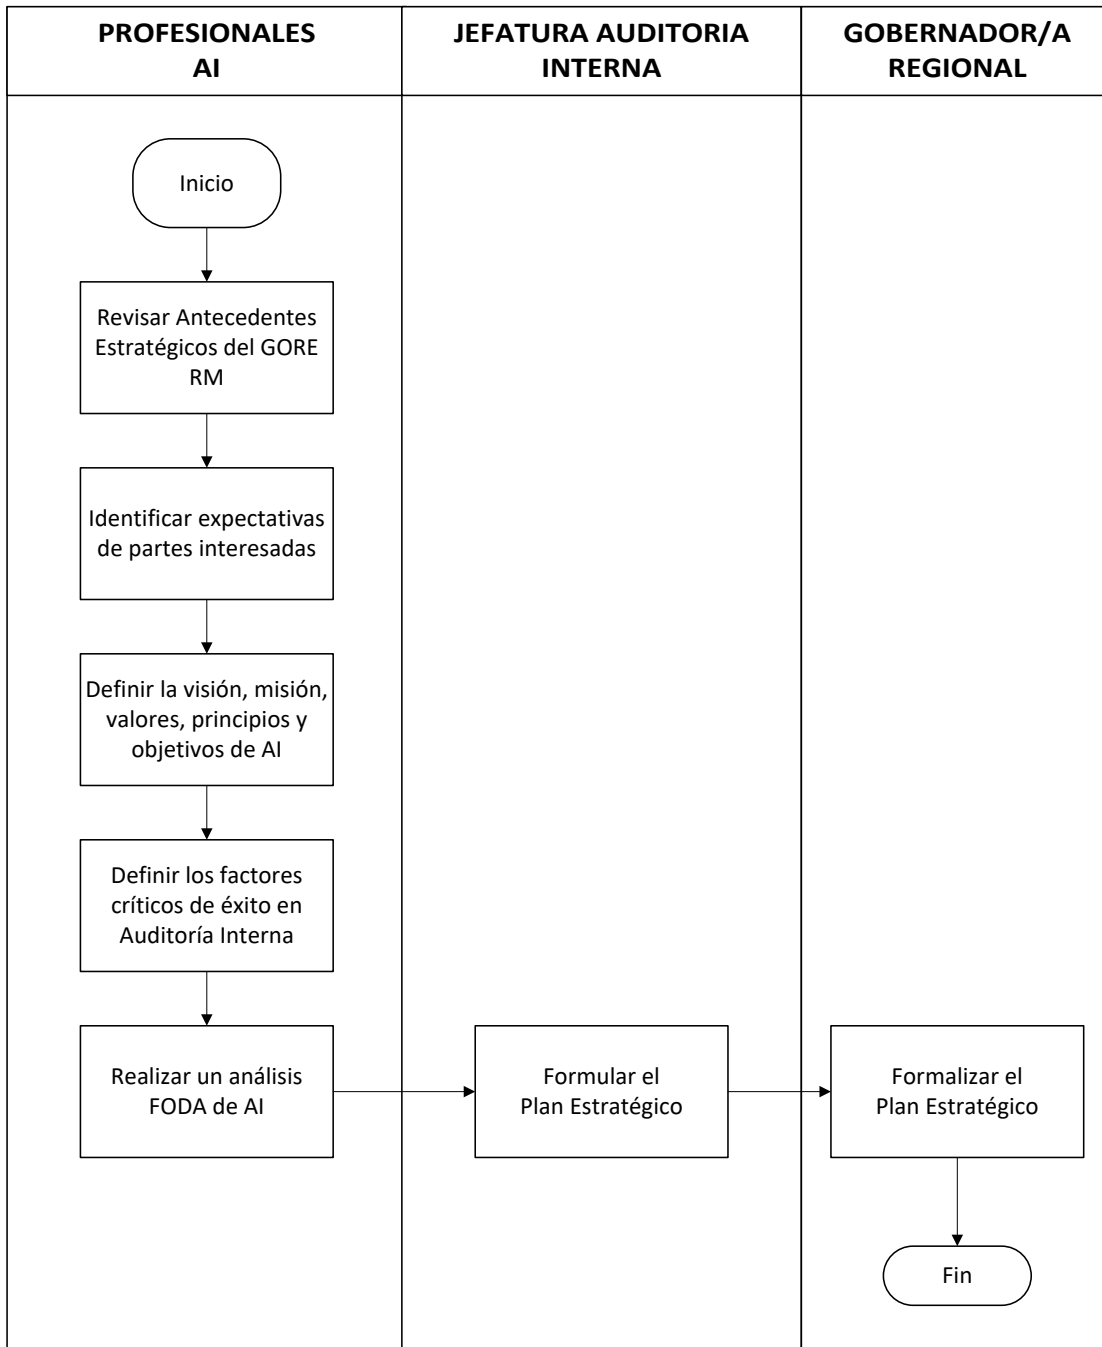 PROFESIONALES
AI
JEFATURA AUDITORIA
INTERNA
GOBERNADOR/A
REGIONAL
Inicio
Revisar Antecedentes
Estratégicos del GORE
RM
Identificar expectativas
de partes interesadas
Definir la visión, misión,
valores, principios y
objetivos de AI
Definir los factores
críticos de éxito en
Auditoría Interna
Realizar un análisis
FODA de AI
Formular el
Plan Estratégico
Formalizar el
Plan Estratégico
Fin